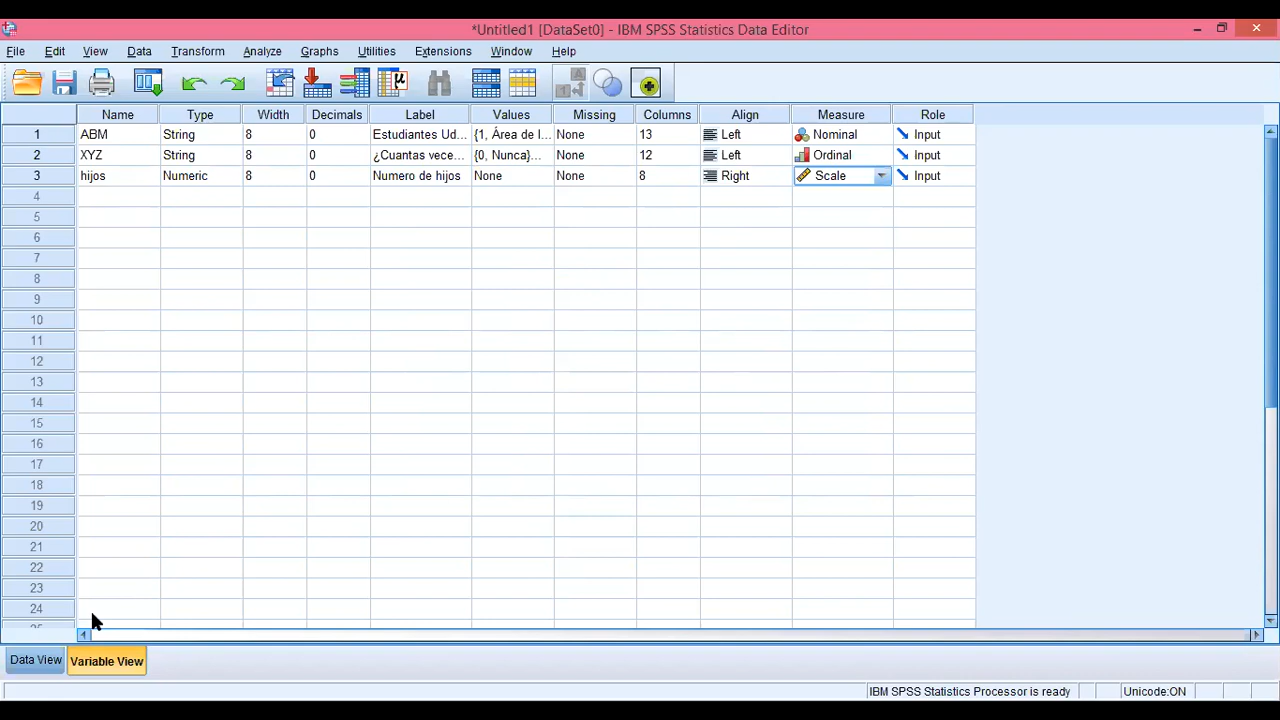 *Untitled1 [DataSet0] - IBM SPSS Statistics Data Editor
File Edit View Data Transform Analyze Graphs Utilities Extensions Window Help
Name Type Width Decimals Label Values Missing Columns Align Measure Role
1 ABM String 8 0 Estudiantes Ud... {1, Área de l... None 13 Left Nominal Input
2 XYZ String 8 0 ¿Cuantas vece... {0, Nunca}... None 12 Left Ordinal Input
3 hijos Numeric 8 0 Numero de hijos None None 8 Right Scale Input
4
5
6
7
8
9
10
11
12
13
14
15
16
17
18
19
20
21
22
23
24
25
Data View Variable View
IBM SPSS Statistics Processor is ready Unicode:ON